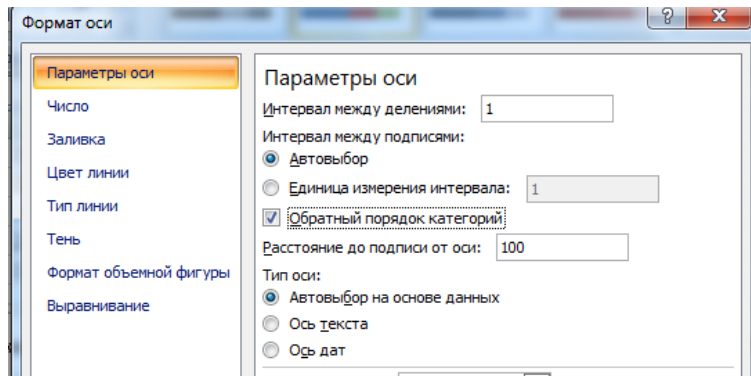 Формат оси
Параметры оси
Число
Заливка
Цвет линии
Тип линии
Тень
Формат объемной фигуры
Выравнивание
Параметры оси
Интервал между делениями: 1
Интервал между подписями:
Автовыбор
Единица измерения интервала: 1
Обратный порядок категорий
Расстояние до подписи от оси: 100
Тип оси:
Автовыбор на основе данных
Ось текста
Ось дат